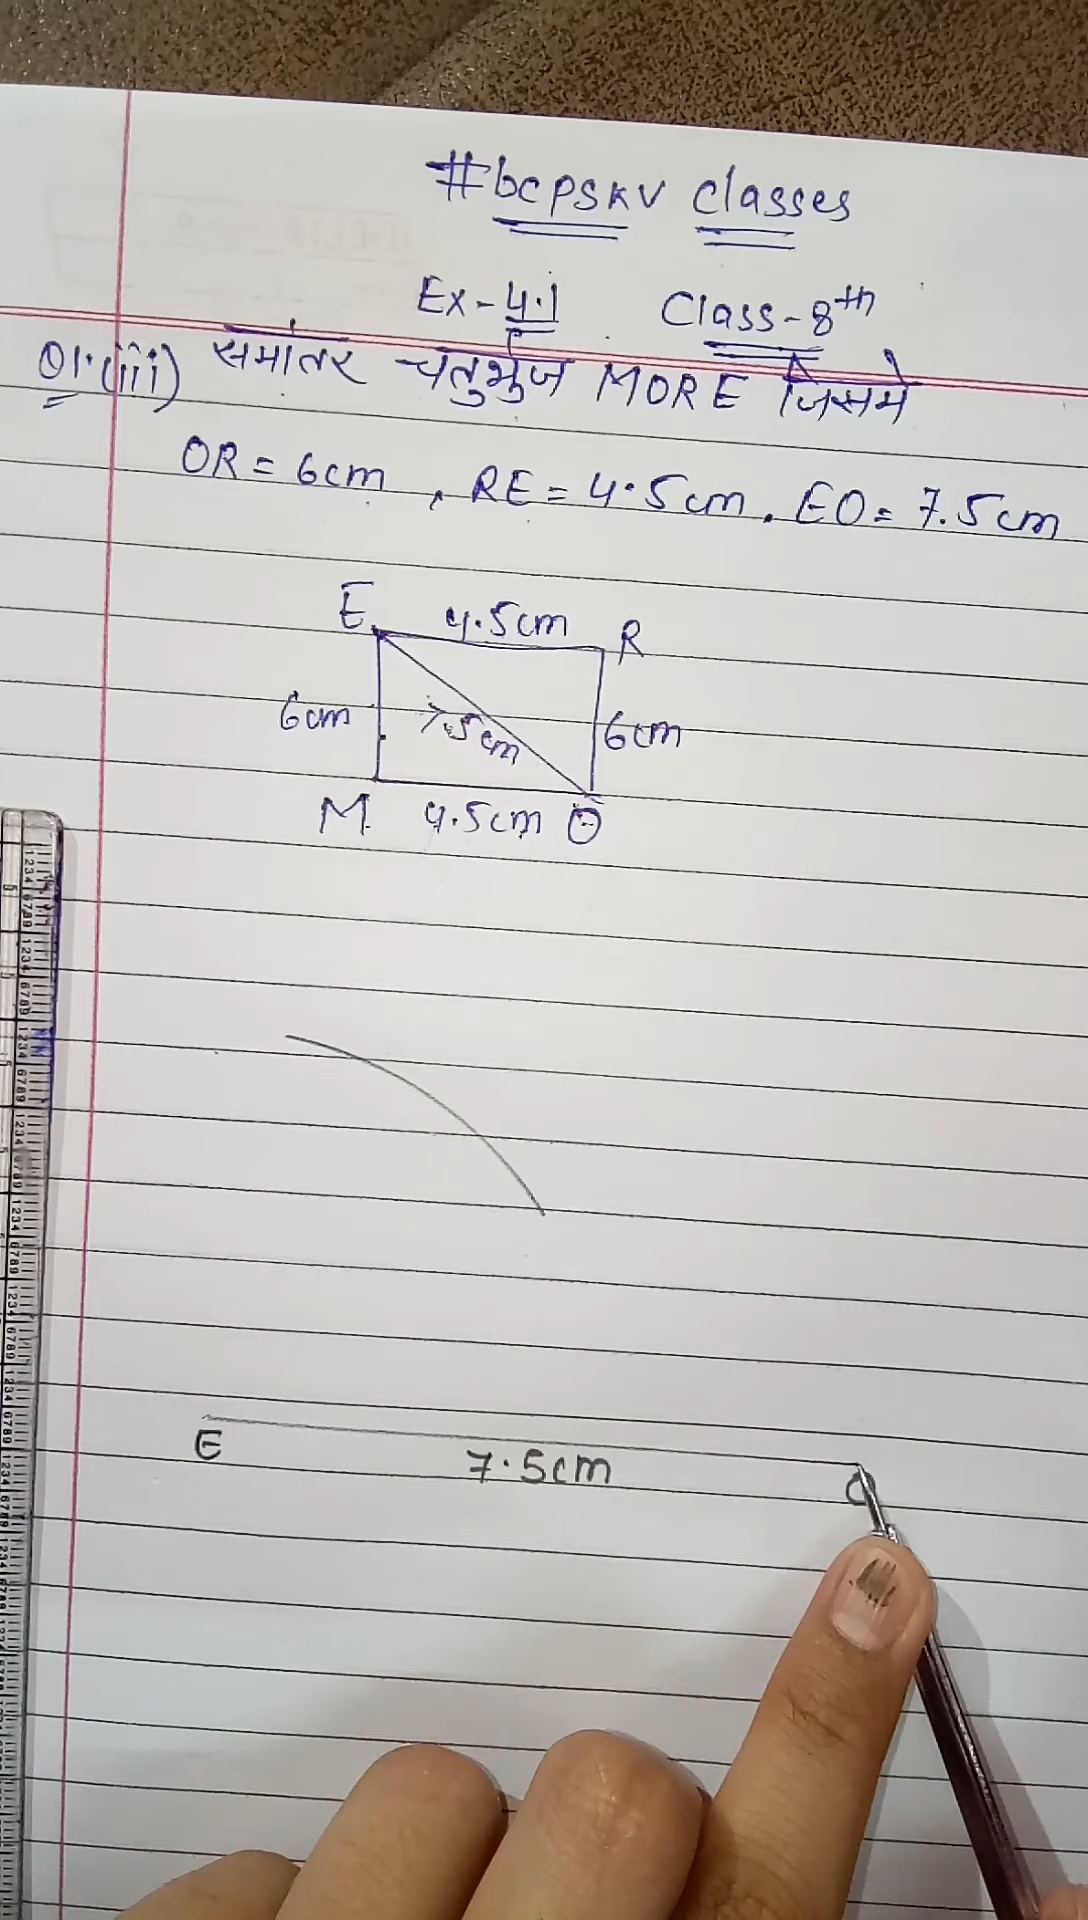 #bcpskv classes
Ex-4.1 Class-8th
Q1.(iii) समांतर चतुर्भुज MORE जिसमें
OR = 6cm, RE = 4.5cm, EO = 7.5cm
E 4.5cm R
6cm 7.5cm 6cm
M 4.5cm O
E 7.5cm O